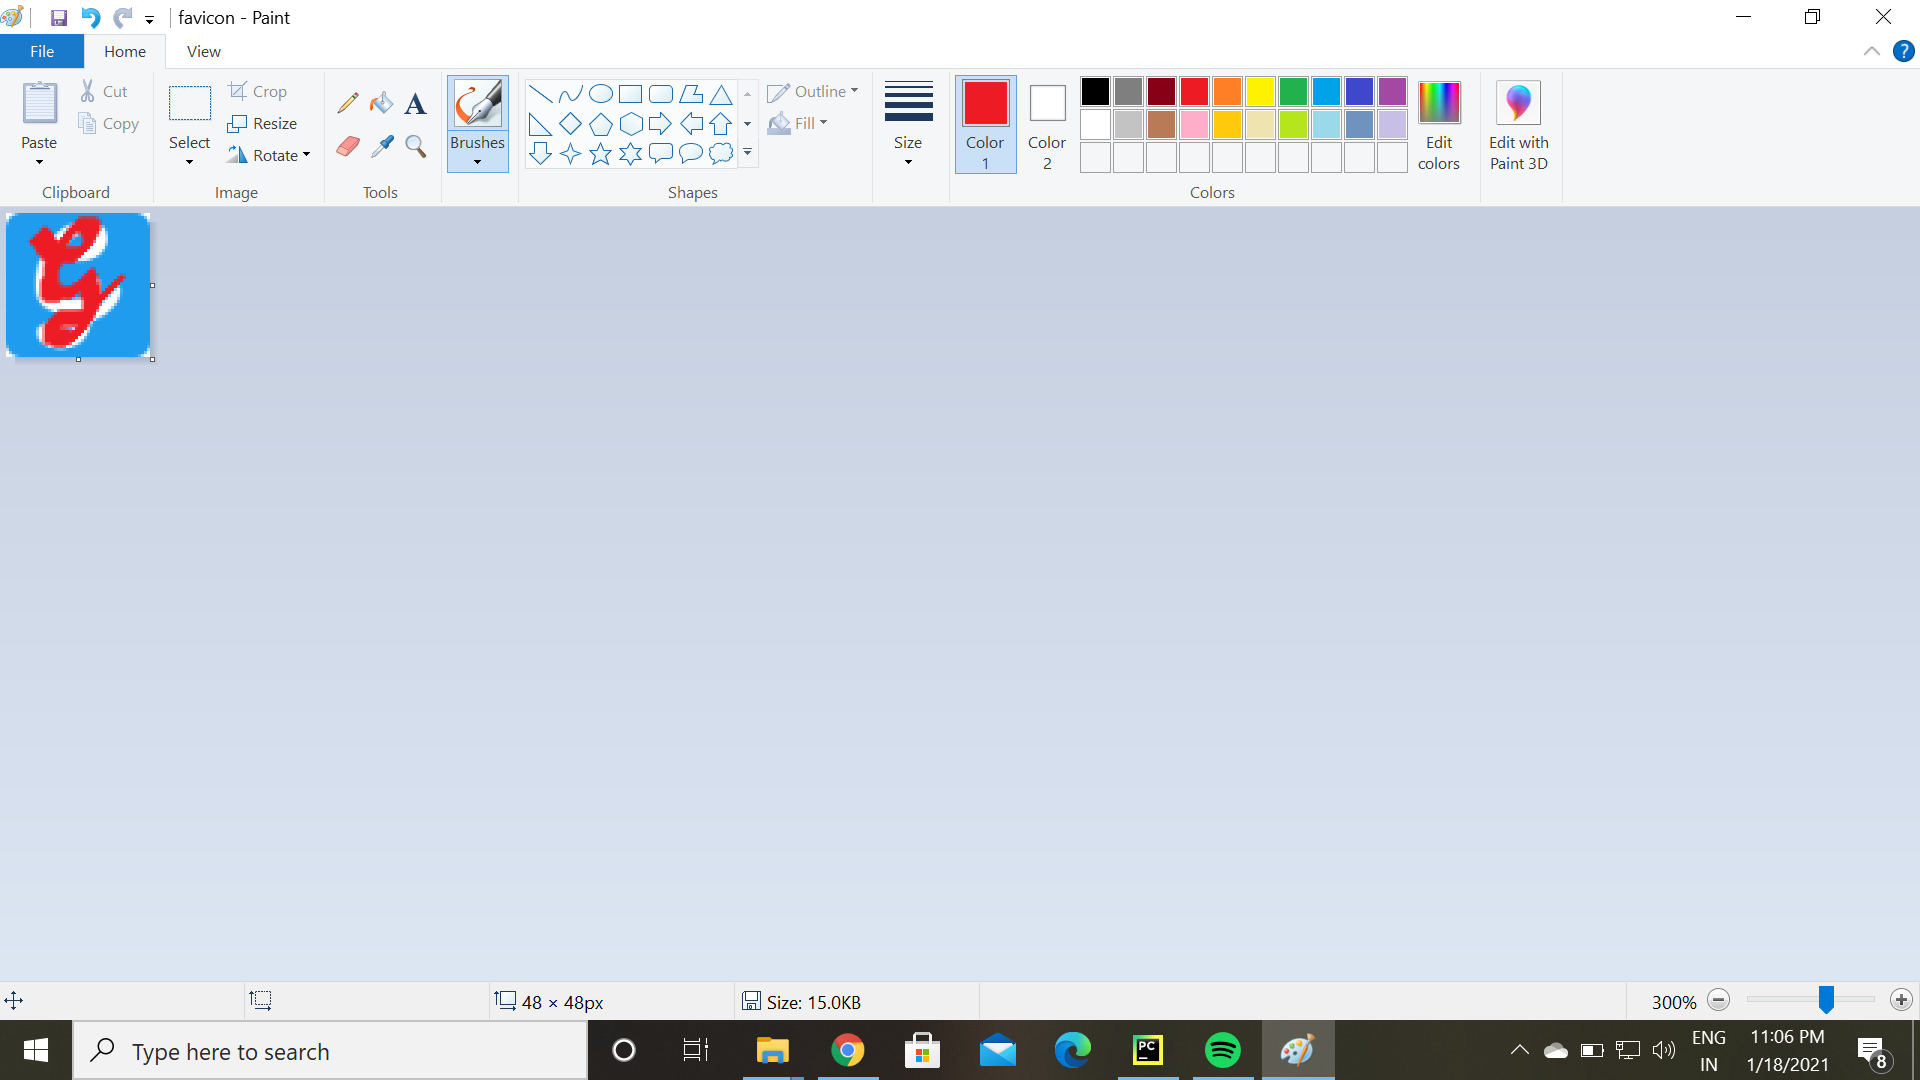 favicon - Paint
File Home View
Paste
Cut
Copy
Clipboard
Select
Crop
Resize
Rotate
Image
Tools
Brushes
Shapes
Outline
Fill
Size
Color
1
Color
2
Colors
Edit
colors
Edit with
Paint 3D
48 × 48px
Size: 15.0KB
300%
Type here to search
PC
ENG
IN
11:06 PM
1/18/2021
8